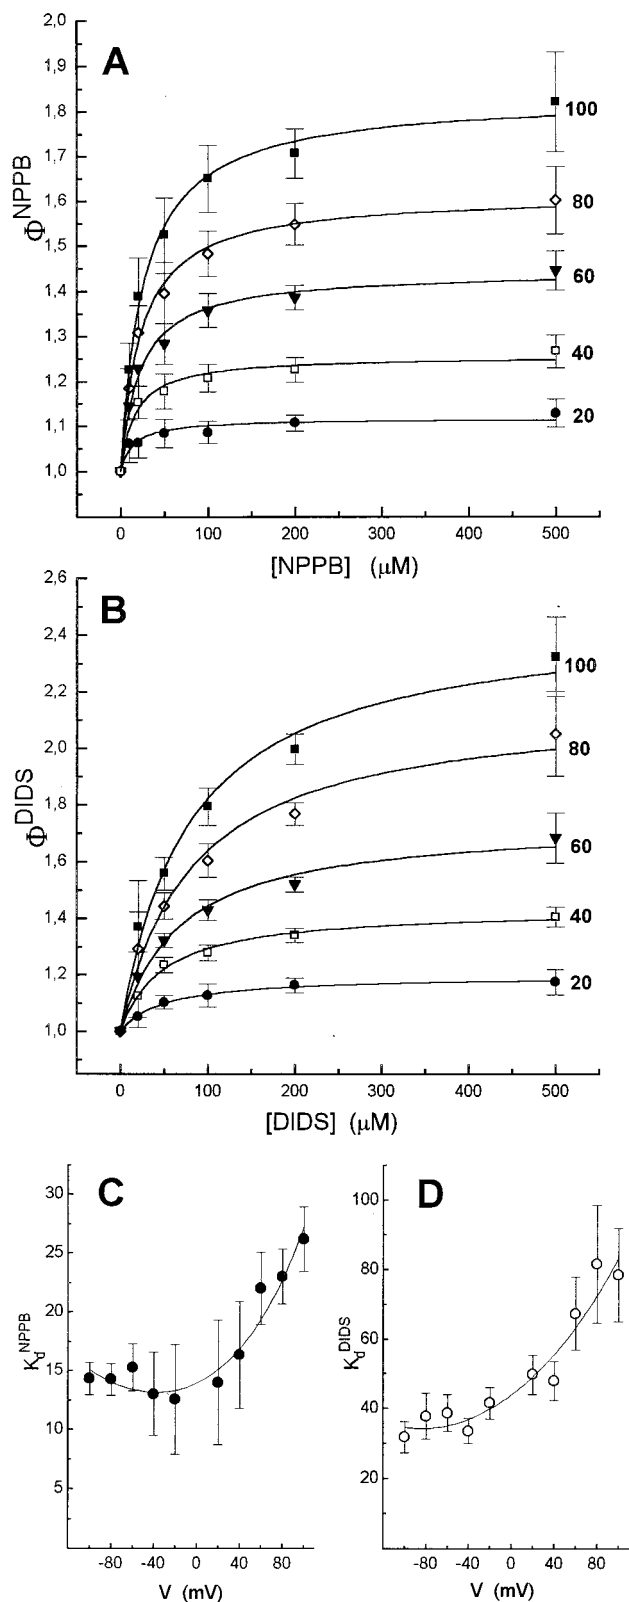 A
Φ^NPPB
2,0
1,9
1,8
1,7
1,6
1,5
1,4
1,3
1,2
1,1
1,0
100
80
60
40
20
0 100 200 300 400 500
[NPPB] (μM)
B
Φ^DIDS
2,6
2,4
2,2
2,0
1,8
1,6
1,4
1,2
1,0
100
80
60
40
20
0 100 200 300 400 500
[DIDS] (μM)
C
K_d^NPPB
30
25
20
15
10
5
-80 -40 0 40 80
V (mV)
D
K_d^DIDS
100
80
60
40
20
-80 -40 0 40 80
V (mV)